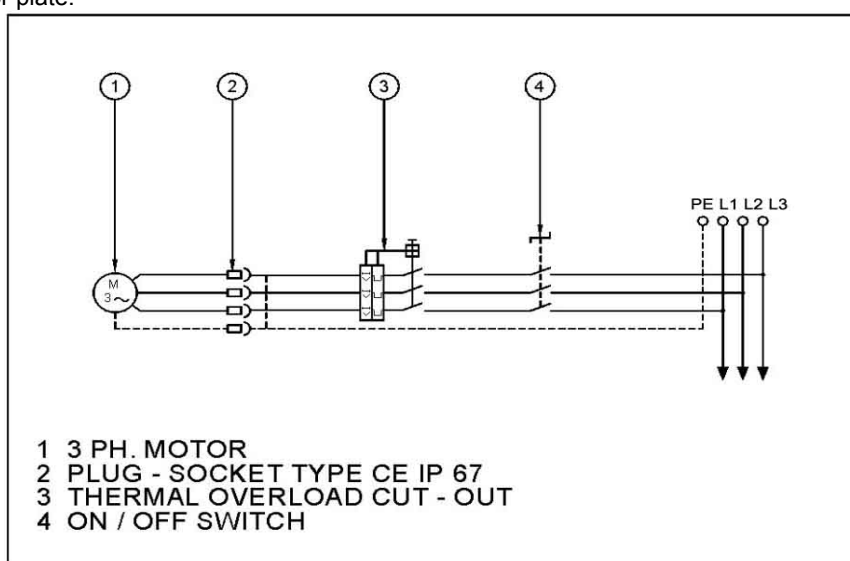 plate.
1 2 3 4
PE L1 L2 L3
M
3~
1 3 PH. MOTOR
2 PLUG - SOCKET TYPE CE IP 67
3 THERMAL OVERLOAD CUT - OUT
4 ON / OFF SWITCH